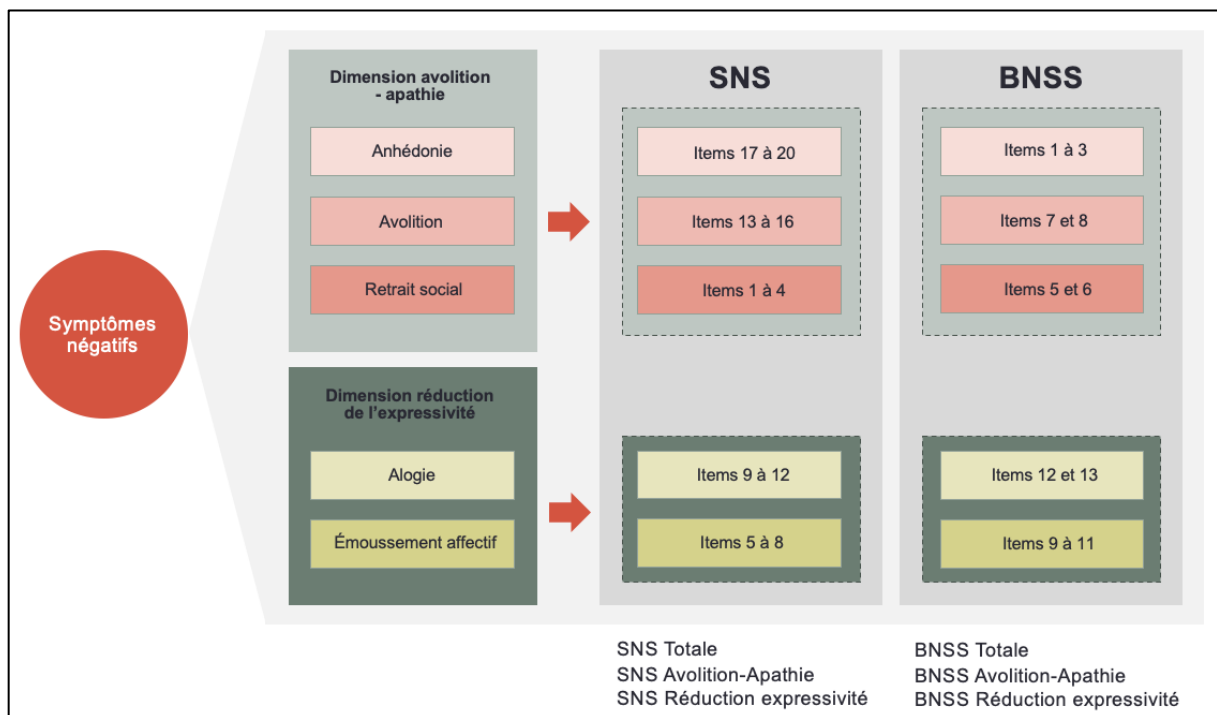 Symptômes
négatifs
Dimension avolition
- apathie
Anhédonie
Avolition
Retrait social
Dimension réduction
de l'expressivité
Alogie
Émoussement affectif
SNS
Items 17 à 20
Items 13 à 16
Items 1 à 4
Items 9 à 12
Items 5 à 8
SNS Totale
SNS Avolition-Apathie
SNS Réduction expressivité
BNSS
Items 1 à 3
Items 7 et 8
Items 5 et 6
Items 12 et 13
Items 9 à 11
BNSS Totale
BNSS Avolition-Apathie
BNSS Réduction expressivité